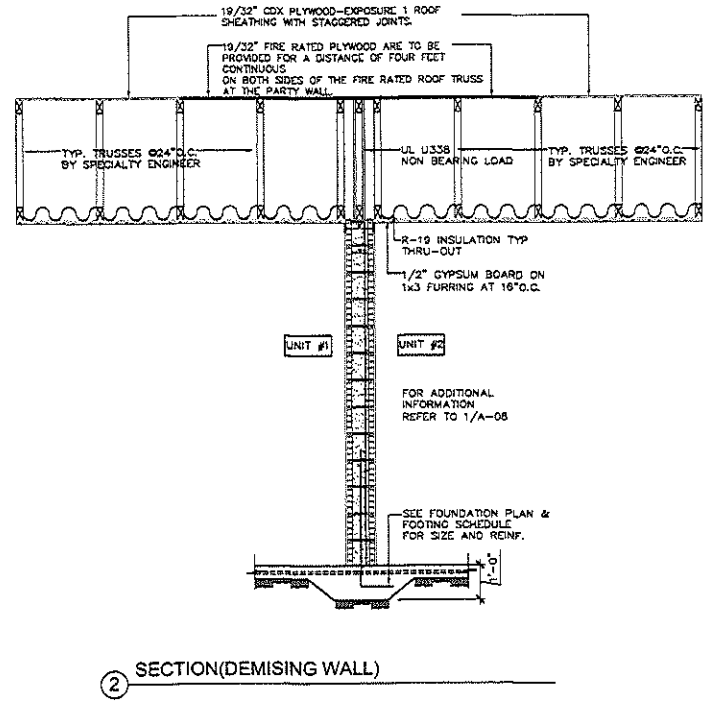 19/32" CDX PLYWOOD-EXPOSURE 1 ROOF
SHEATHING WITH STAGGERED JOINTS.
19/32" FIRE RATED PLYWOOD ARE TO BE
PROVIDED FOR A DISTANCE OF FOUR FEET
CONTINUOUS
ON BOTH SIDES OF THE FIRE RATED ROOF TRUSS
AT THE PARTY WALL.
TYP. TRUSSES @24"O.C.
BY SPECIALTY ENGINEER
UL U338
NON BEARING LOAD
TYP. TRUSSES @24"O.C.
BY SPECIALTY ENGINEER
R-19 INSULATION TYP
THRU-OUT
1/2" GYPSUM BOARD ON
1x3 FURRING AT 16"O.C.
UNIT #1
UNIT #2
FOR ADDITIONAL
INFORMATION
REFER TO 1/A-08
SEE FOUNDATION PLAN &
FOOTING SCHEDULE
FOR SIZE AND REINF.
1'-0"
2 SECTION(DEMISING WALL)